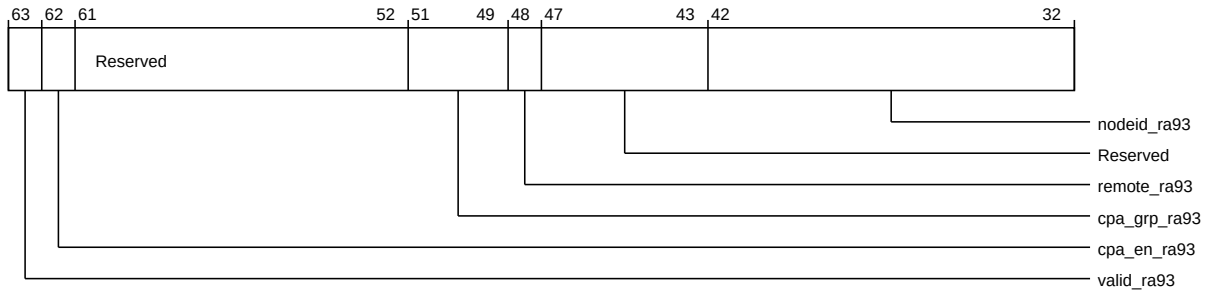 63 62 61 52 51 49 48 47 43 42 32
Reserved
nodeid_ra93
Reserved
remote_ra93
cpa_grp_ra93
cpa_en_ra93
valid_ra93